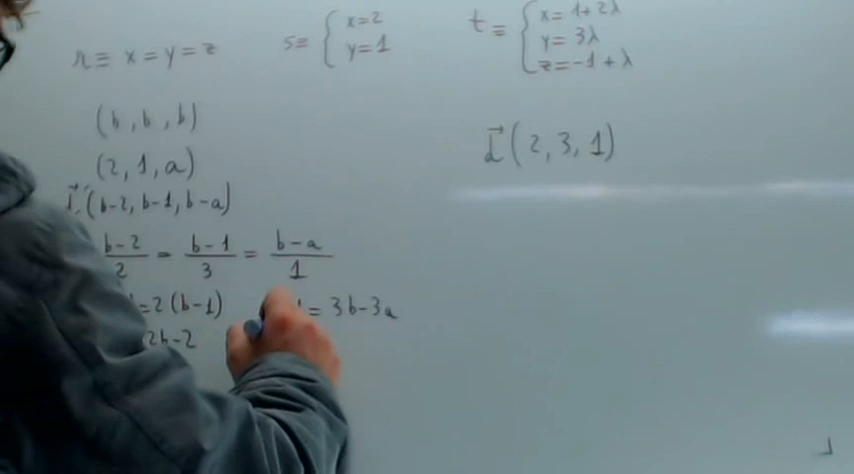 r ≡ x = y = z
s ≡ { x=2
y=1
t ≡ { x= 1+2λ
y= 3λ
z=-1+λ
(b, b, b)
(2, 1, a)
(b-2, b-1, b-a)
d⃗ (2, 3, 1)
b-2/2 = b-1/3 = b-a/1
=2(b-1)
= 3b-3a
2b-2